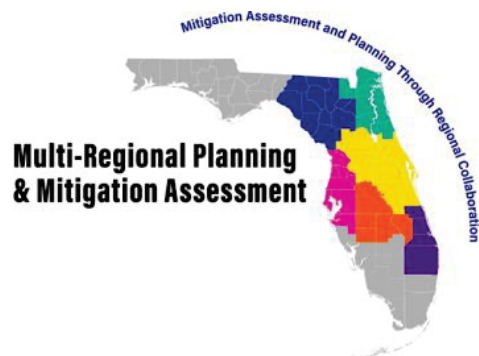 Mitigation Assessment and Planning Through Regional Collaboration
Multi-Regional Planning
& Mitigation Assessment